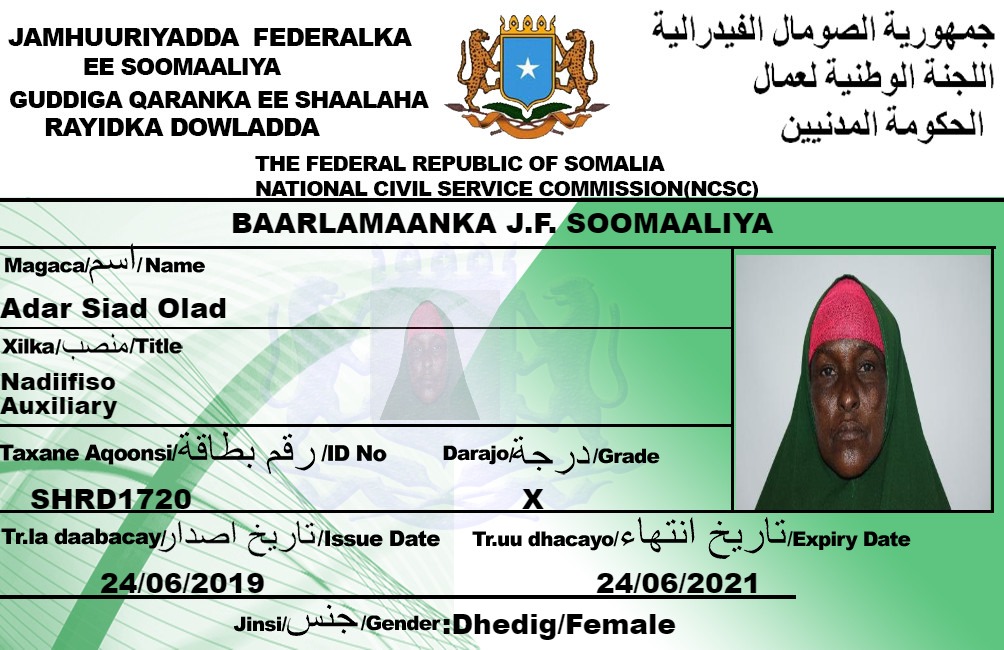 JAMHUURIYADDA FEDERALKA
EE SOOMAALIYA
GUDDIGA QARANKA EE SHAALAHA
RAYIDKA DOWLADDA
جمهورية الصومال الفيدرالية
اللجنة الوطنية لعمال
الحكومة المدنيين
THE FEDERAL REPUBLIC OF SOMALIA
NATIONAL CIVIL SERVICE COMMISSION(NCSC)
BAARLAMAANKA J.F. SOOMAALIYA
Magaca/اسم/Name
Adar Siad Olad
Xilka/منصب/Title
Nadiifiso
Auxiliary
Taxane Aqoonsi/رقم بطاقة/ID No Darajo/درجة/Grade
SHRD1720 X
Tr.la daabacay/تاريخ اصدار/Issue Date Tr.uu dhacayo/تاريخ انتهاء/Expiry Date
24/06/2019 24/06/2021
Jinsi/جنس/Gender:Dhedig/Female